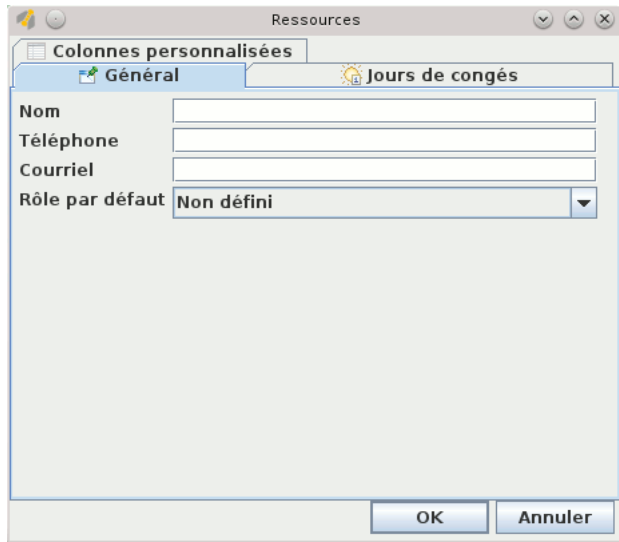 Ressources
Colonnes personnalisées
Général
Jours de congés
Nom
Téléphone
Courriel
Rôle par défaut
Non défini
OK
Annuler